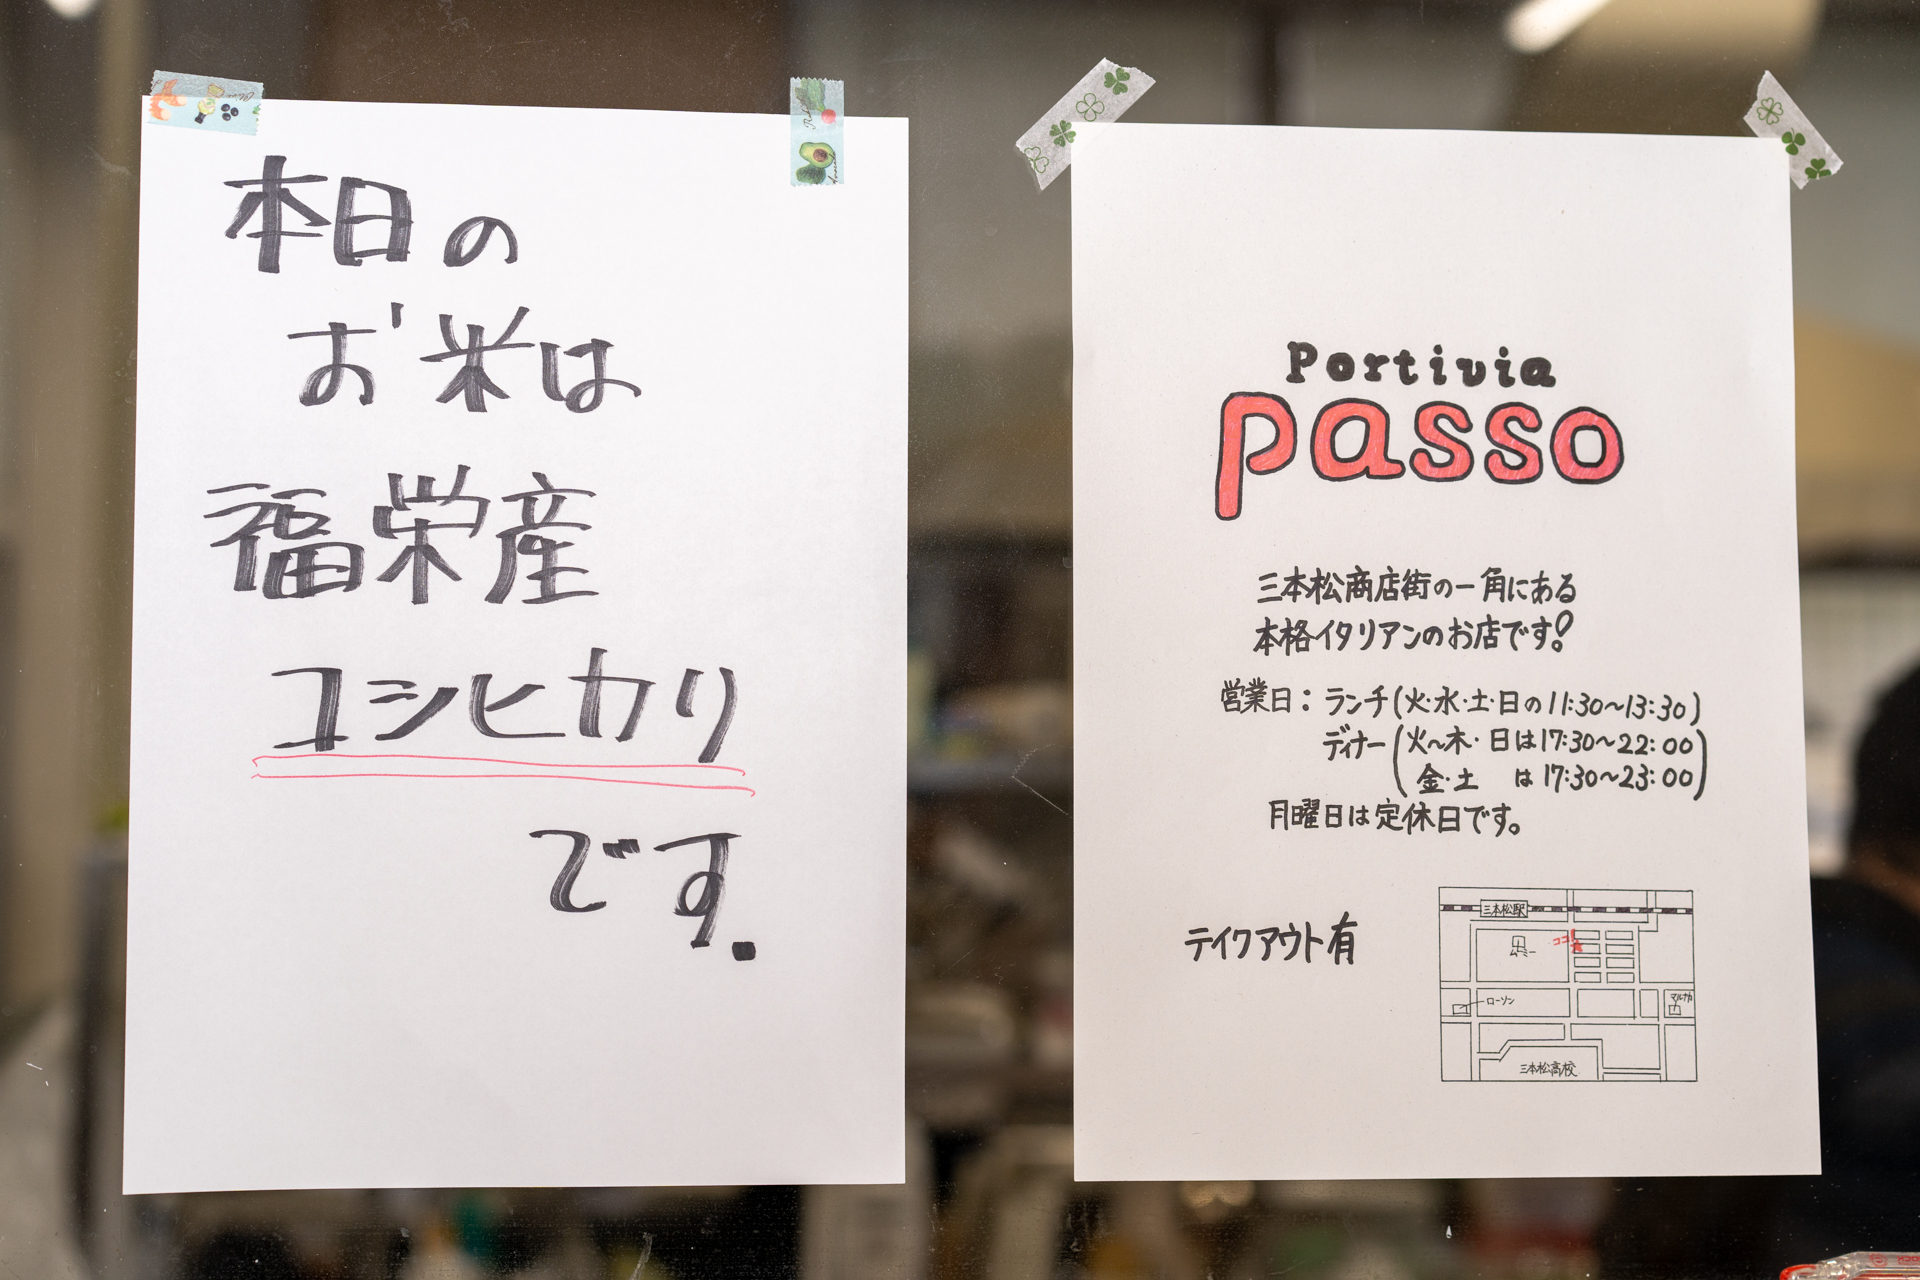 本日の
お米は
福栄産
コシヒカリ
です.
Portivia
passo
三本松商店街の一角にある
本格イタリアンのお店です!
営業日：ランチ(火・水・土・日の11:30〜13:30)
ディナー(火〜木・日は17:30〜22:00
金・土 は17:30〜23:00)
月曜日は定休日です。
テイクアウト有
三本松駅
ココ!
ムーミー
ローソン
マルナカ
三本松高校